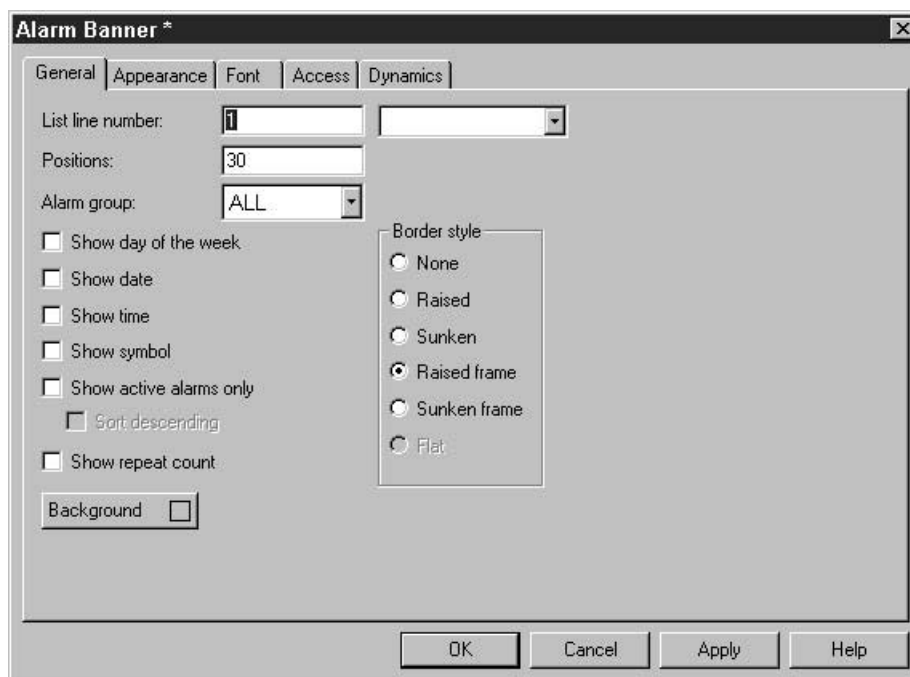 Alarm Banner *
General Appearance Font Access Dynamics
List line number: 1
Positions: 30
Alarm group: ALL
Show day of the week
Show date
Show time
Show symbol
Show active alarms only
Sort descending
Show repeat count
Background
Border style
None
Raised
Sunken
Raised frame
Sunken frame
Flat
OK Cancel Apply Help